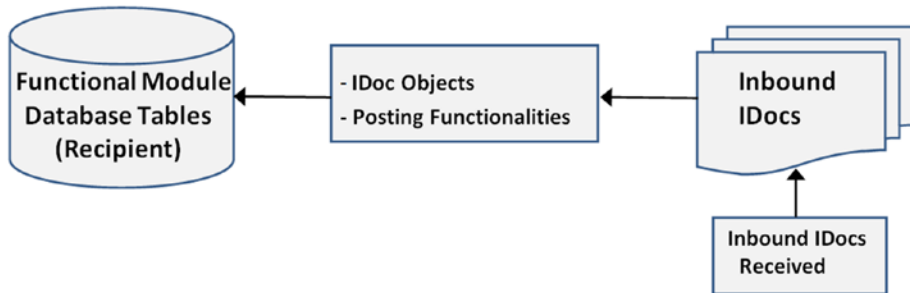 Functional Module
Database Tables
(Recipient)
- IDoc Objects
- Posting Functionalities
Inbound
IDocs
Inbound IDocs
Received